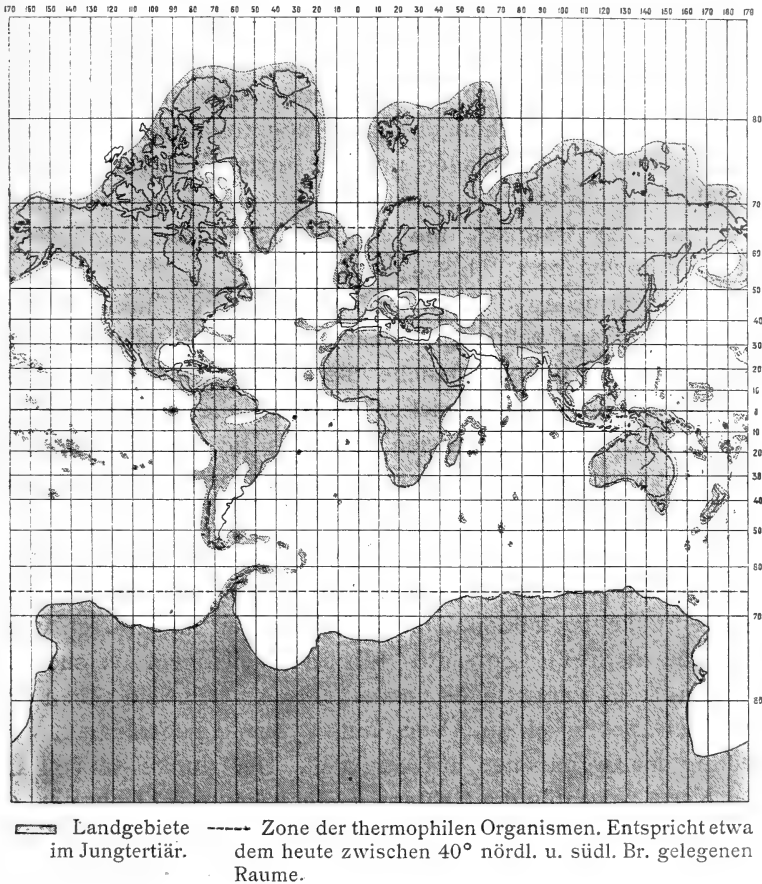 170 160 150 140 130 120 110 100 90 80 70 60 50 40 30 20 10 0 10 20 30 40 50 60 70 80 90 100 110 120 130 140 150 160 170 180 170
80
70
60
50
40
30
20
10
0
10
20
30
40
50
60
70
80
Landgebiete
im Jungtertiär.
Zone der thermophilen Organismen. Entspricht etwa
dem heute zwischen 40° nördl. u. südl. Br. gelegenen
Raume.